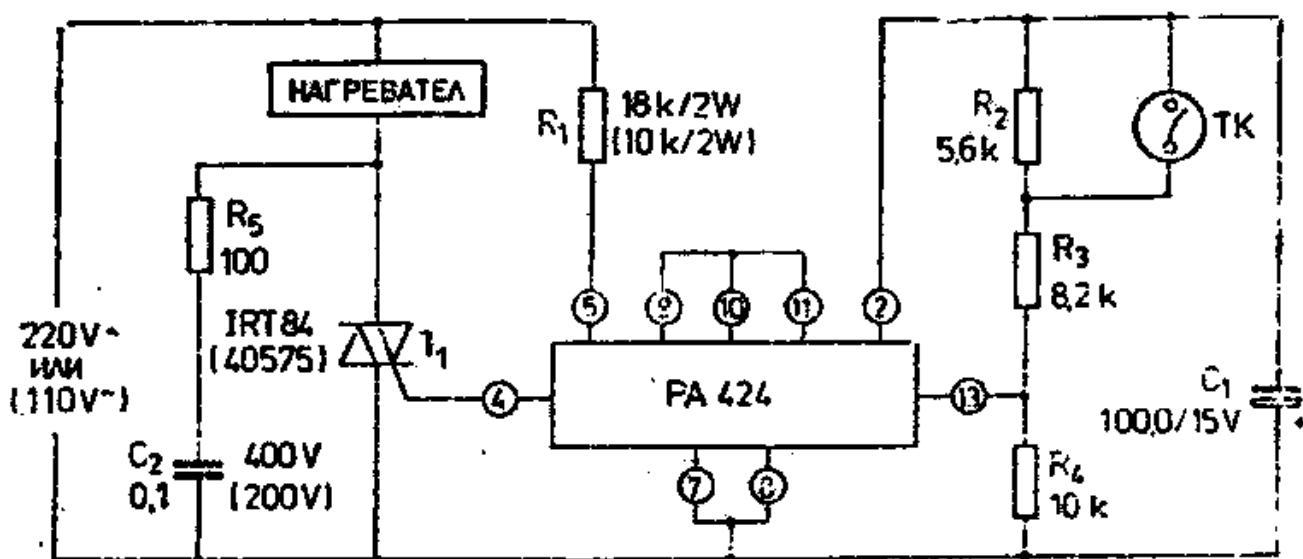 НАГРЕВАТЕЛ
R1
18k/2W
(10k/2W)
R2
5,6k
TK
R5
100
R3
8,2k
5
9
10
11
2
220V~
ИЛИ
(110V~)
IRT84
(40575)
T1
4
PA 424
13
C1
100,0/15V
+
C2
0,1
400V
(200V)
7
8
R4
10k